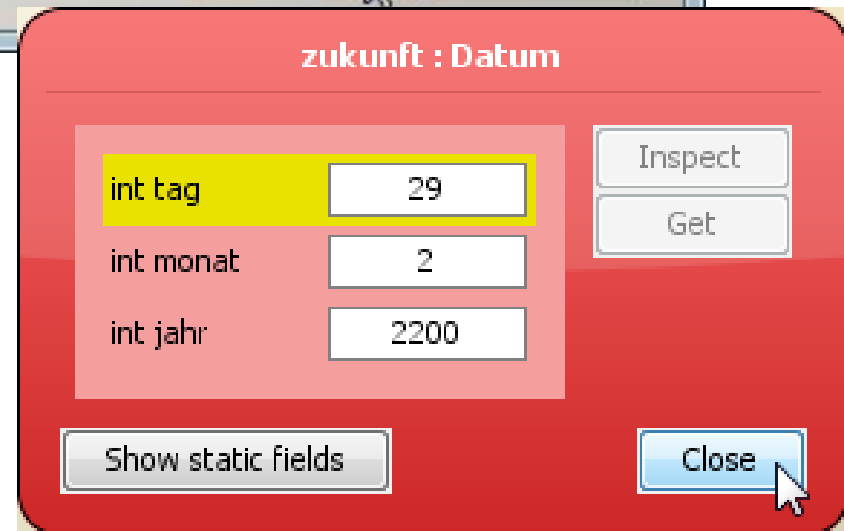 zukunft : Datum
int tag 29
Inspect
Get
int monat 2
int jahr 2200
Show static fields
Close